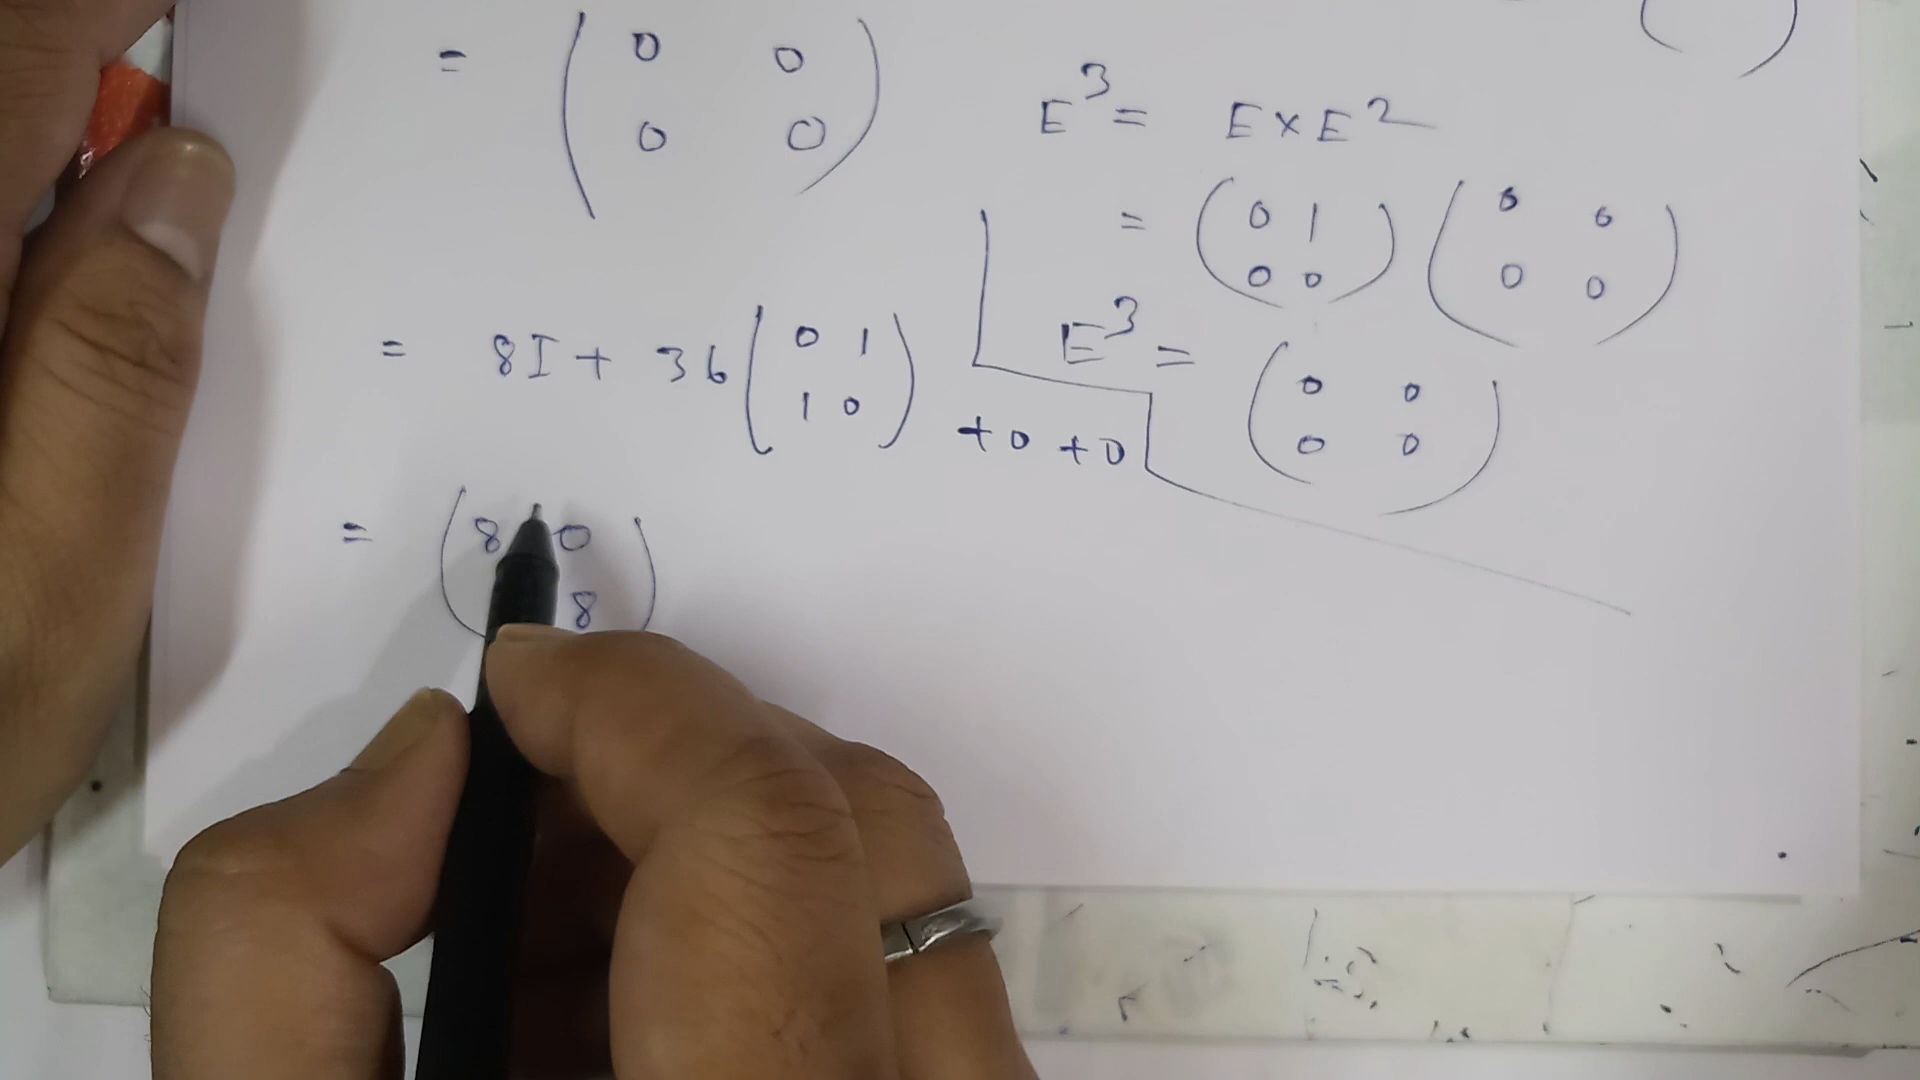 = ( 0 0
0 0 )
E³ = E × E²
= ( 0 1
0 0 ) ( 0 0
0 0 )
= 8I + 36 ( 0 1
1 0 ) + 0 + 0
E³ = ( 0 0
0 0 )
= ( 8 0
8 )